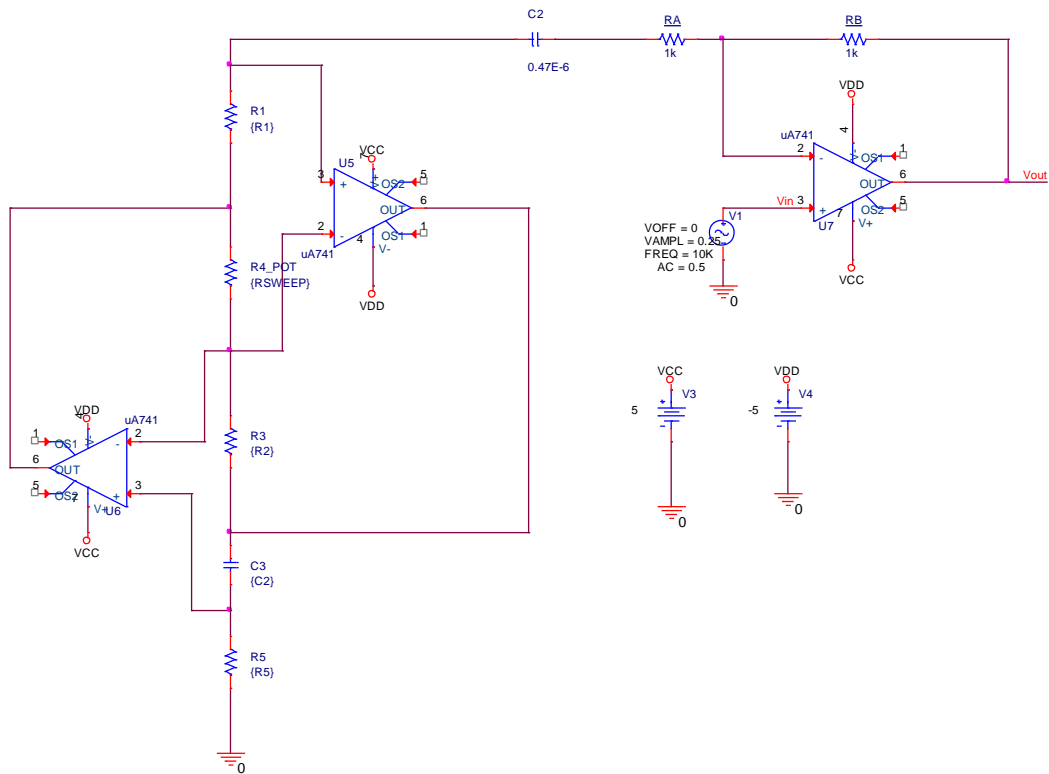 C2
0.47E-6
RA
1k
RB
1k
R1
{R1}
U5
VCC
7
V+
3
+
OS2
5
OUT
6
2
-
OS1
1
4
V-
uA741
VDD
R4_POT
{RSWEEP}
VDD
4
uA741
V-
2
-
OS1
1
OUT
6
Vout
Vin
3
+
OS2
5
7
V+
U7
VCC
V1
VOFF = 0
VAMPL = 0.25
FREQ = 10K
AC = 0.5
0
VCC
V3
5
0
VDD
V4
-5
0
VDD
4
uA741
V-
1
OS1
2
-
6
OUT
5
OS2
3
+
7
V+
U6
VCC
R3
{R2}
C3
{C2}
R5
{R5}
0